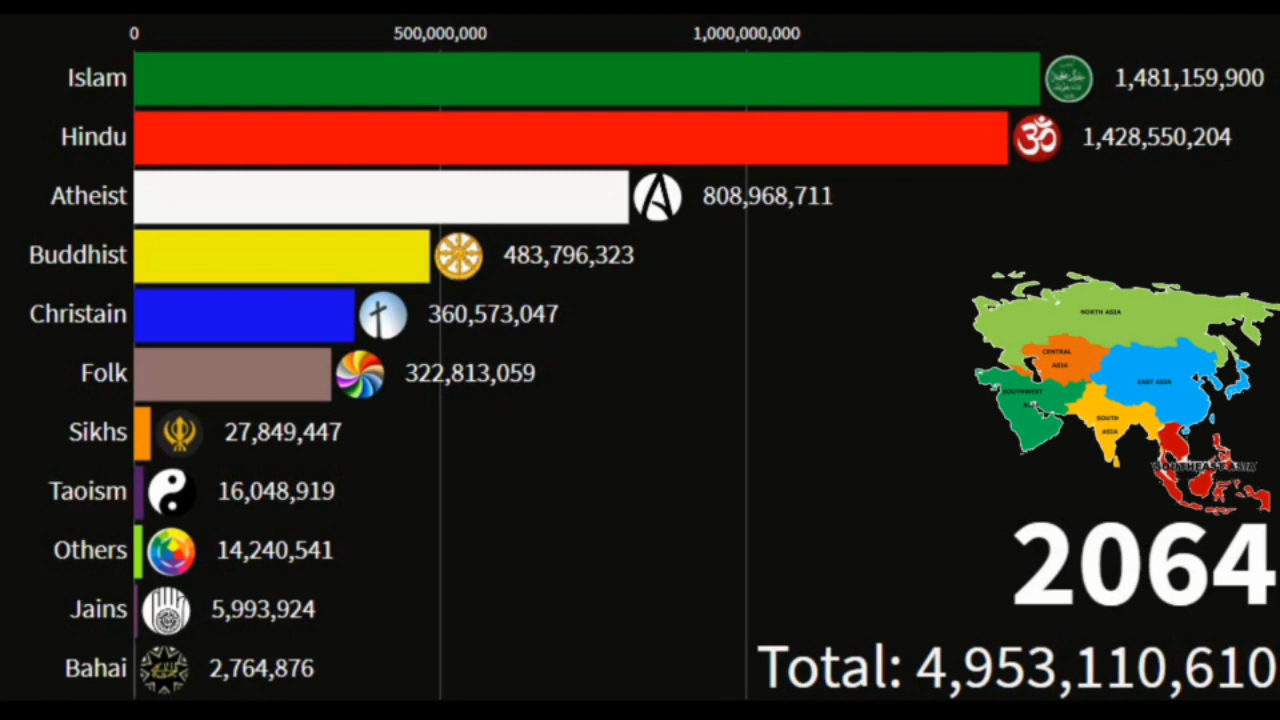 0 500,000,000 1,000,000,000
Islam 1,481,159,900
Hindu ॐ 1,428,550,204
Atheist 808,968,711
Buddhist 483,796,323
Christain 360,573,047
Folk 322,813,059
Sikhs 27,849,447
Taoism 16,048,919
Others 14,240,541
Jains 5,993,924
Bahai 2,764,876
NORTH ASIA
CENTRAL
ASIA
EAST ASIA
SOUTHWEST
SOUTH
ASIA
SOUTHEAST ASIA
2064
Total: 4,953,110,610